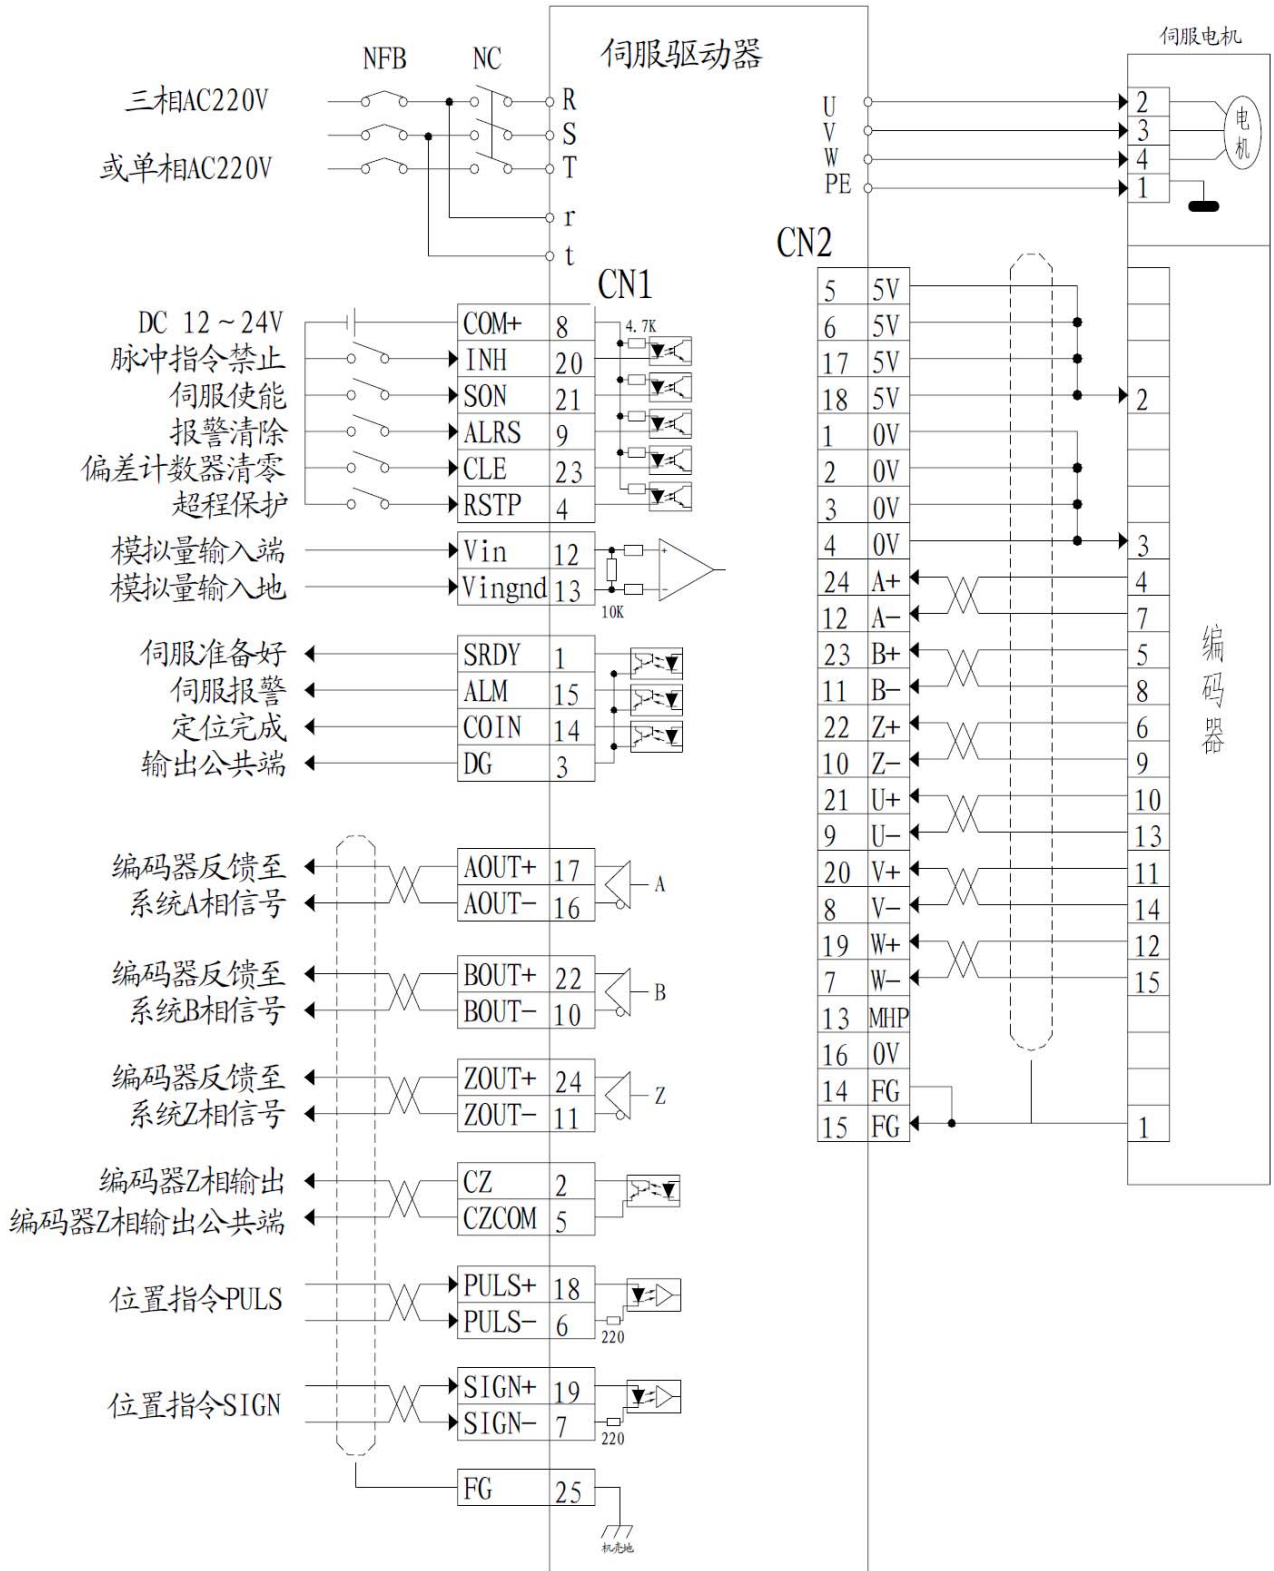 伺服驱动器
伺服电机
NFB
NC
三相AC220V
或单相AC220V
R
S
T
r
t
U
V
W
PE
2
3
4
1
电机
CN1
DC 12～24V
COM+ 8
4.7K
脉冲指令禁止
INH 20
伺服使能
SON 21
报警清除
ALRS 9
偏差计数器清零
CLE 23
超程保护
RSTP 4
模拟量输入端
Vin 12
+
模拟量输入地
Vingnd 13
−
10K
伺服准备好
SRDY 1
伺服报警
ALM 15
定位完成
COIN 14
输出公共端
DG 3
编码器反馈至
系统A相信号
AOUT+ 17
AOUT− 16
A
编码器反馈至
系统B相信号
BOUT+ 22
BOUT− 10
B
编码器反馈至
系统Z相信号
ZOUT+ 24
ZOUT− 11
Z
编码器Z相输出
CZ 2
编码器Z相输出公共端
CZCOM 5
位置指令PULS
PULS+ 18
PULS− 6
220
位置指令SIGN
SIGN+ 19
SIGN− 7
220
FG 25
机壳地
CN2
5 5V
6 5V
17 5V
18 5V 2
1 0V
2 0V
3 0V
4 0V 3
24 A+ 4
12 A− 7
23 B+ 5
11 B− 8
22 Z+ 6
10 Z− 9
21 U+ 10
9 U− 13
20 V+ 11
8 V− 14
19 W+ 12
7 W− 15
13 MHP
16 0V
14 FG
15 FG 1
编码器